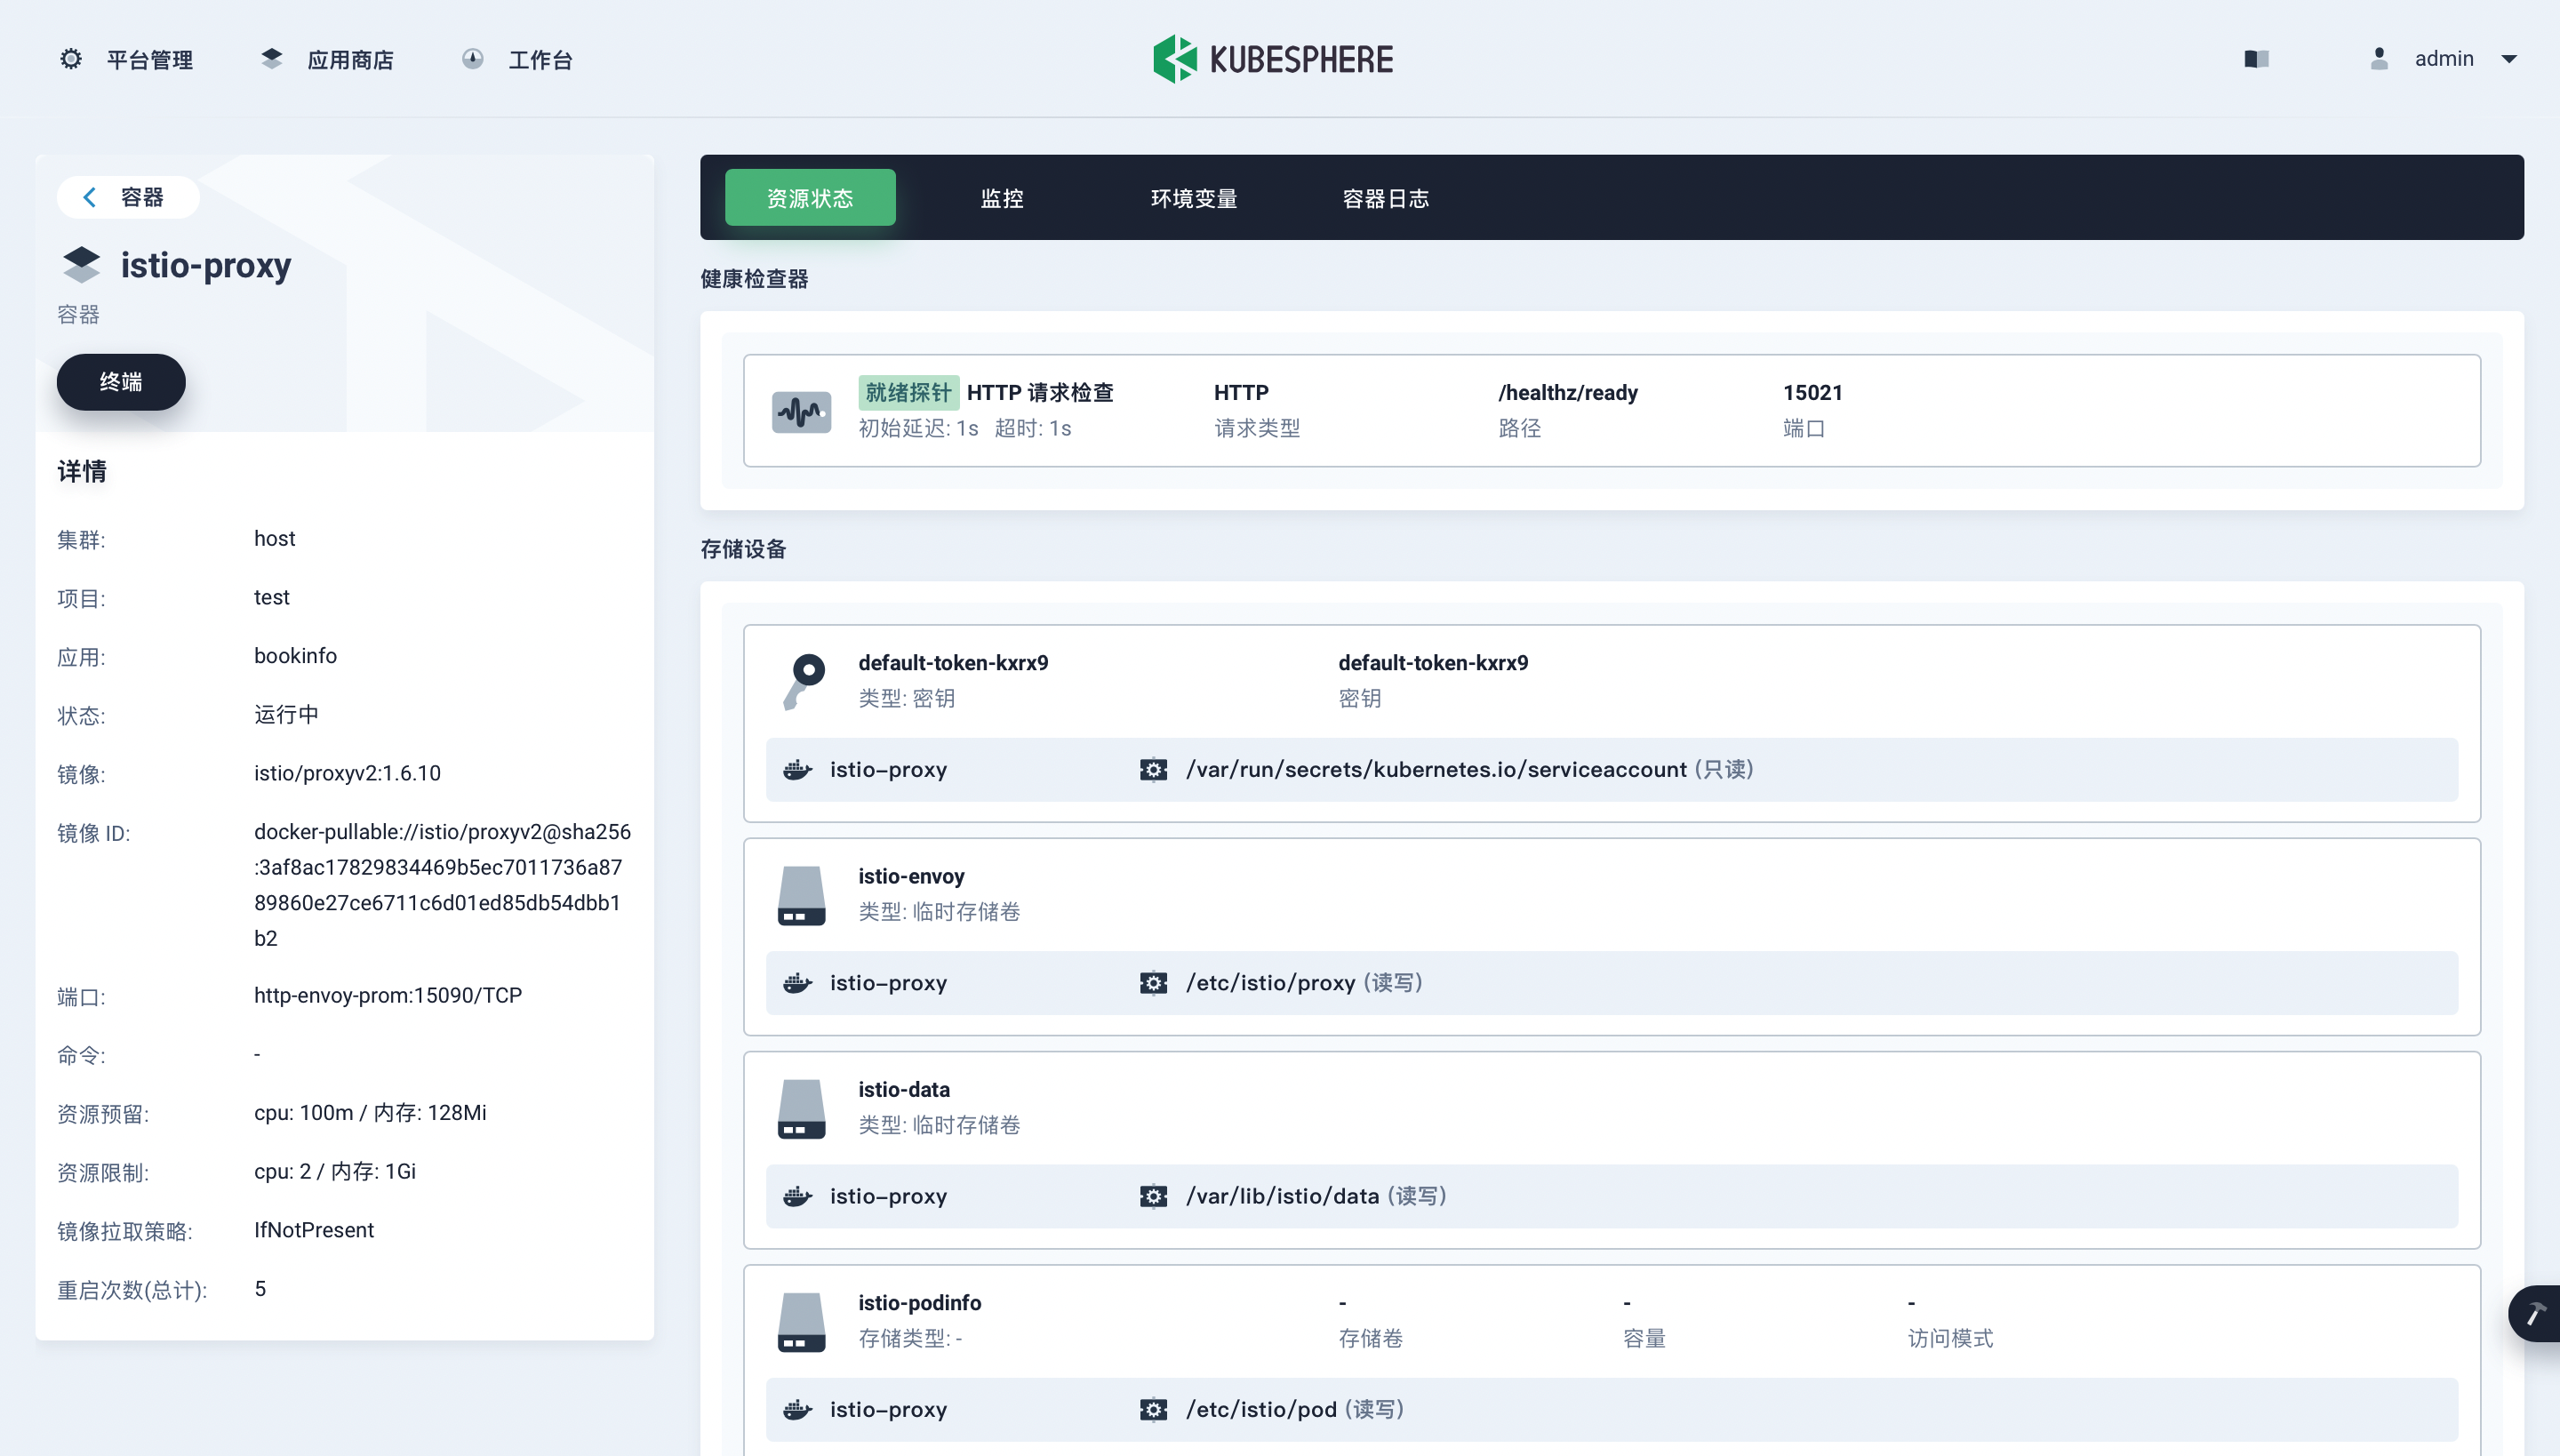 平台管理
应用商店
工作台
KUBESPHERE
admin
容器
istio-proxy
容器
终端
详情
集群: host
项目: test
应用: bookinfo
状态: 运行中
镜像: istio/proxyv2:1.6.10
镜像 ID: docker-pullable://istio/proxyv2@sha256
:3af8ac17829834469b5ec7011736a87
89860e27ce6711c6d01ed85db54dbb1
b2
端口: http-envoy-prom:15090/TCP
命令: -
资源预留: cpu: 100m / 内存: 128Mi
资源限制: cpu: 2 / 内存: 1Gi
镜像拉取策略: IfNotPresent
重启次数(总计): 5
资源状态 监控 环境变量 容器日志
健康检查器
就绪探针 HTTP 请求检查 HTTP /healthz/ready 15021
初始延迟: 1s 超时: 1s 请求类型 路径 端口
存储设备
default-token-kxrx9 default-token-kxrx9
类型: 密钥 密钥
istio-proxy /var/run/secrets/kubernetes.io/serviceaccount (只读)
istio-envoy
类型: 临时存储卷
istio-proxy /etc/istio/proxy (读写)
istio-data
类型: 临时存储卷
istio-proxy /var/lib/istio/data (读写)
istio-podinfo - - -
存储类型: - 存储卷 容量 访问模式
istio-proxy /etc/istio/pod (读写)